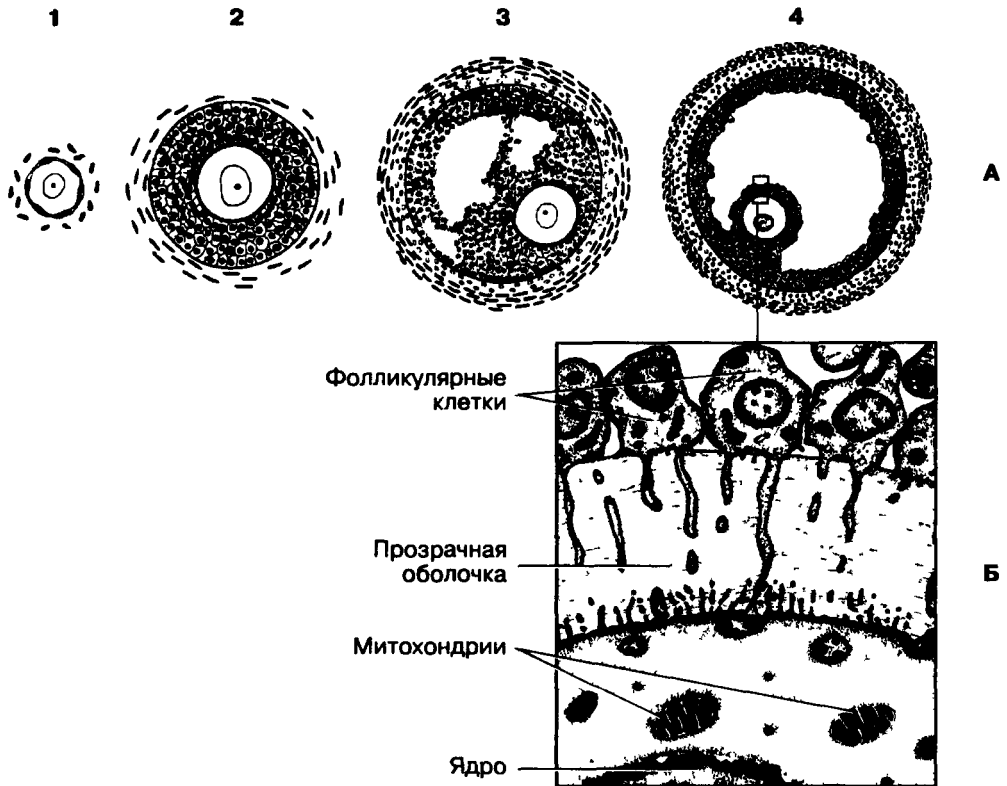 1 2 3 4
А
Фолликулярные
клетки
Прозрачная
оболочка
Б
Митохондрии
Ядро